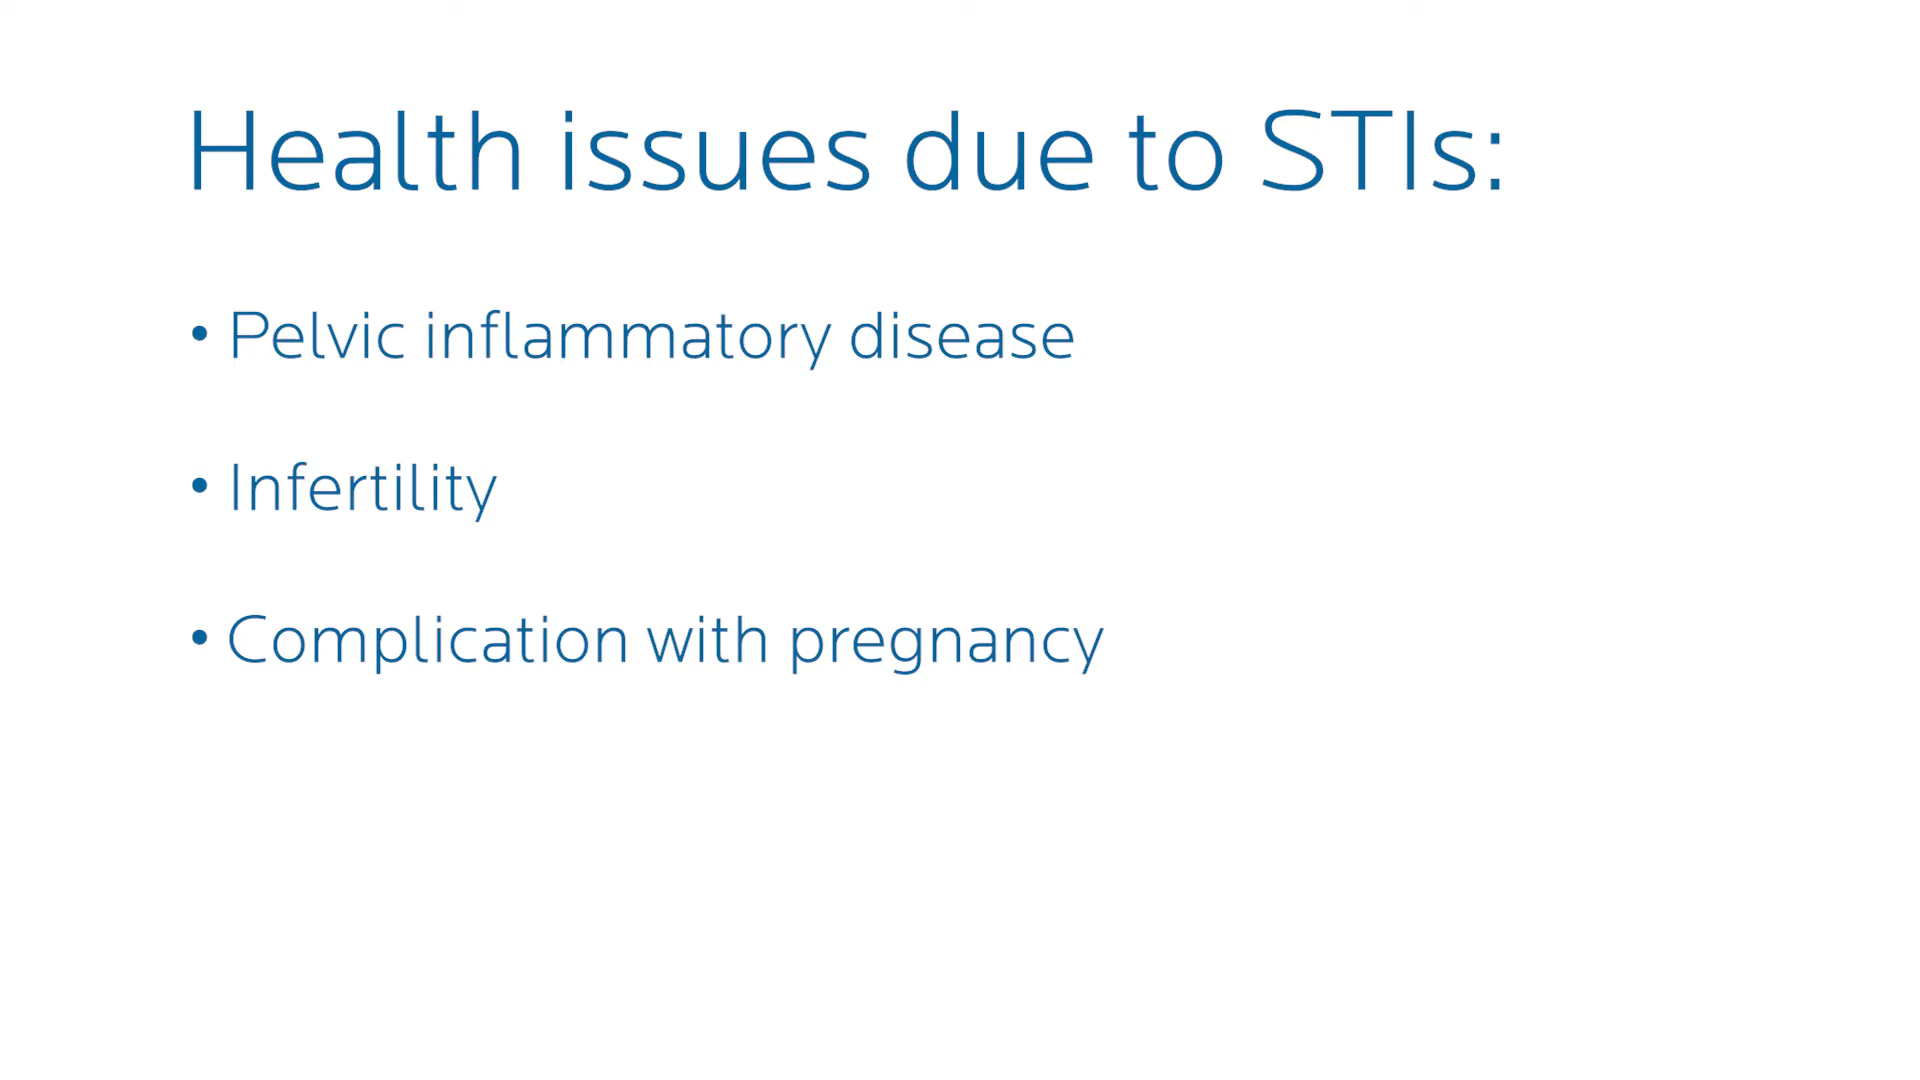 Health issues due to STIs:
• Pelvic inflammatory disease
• Infertility
• Complication with pregnancy